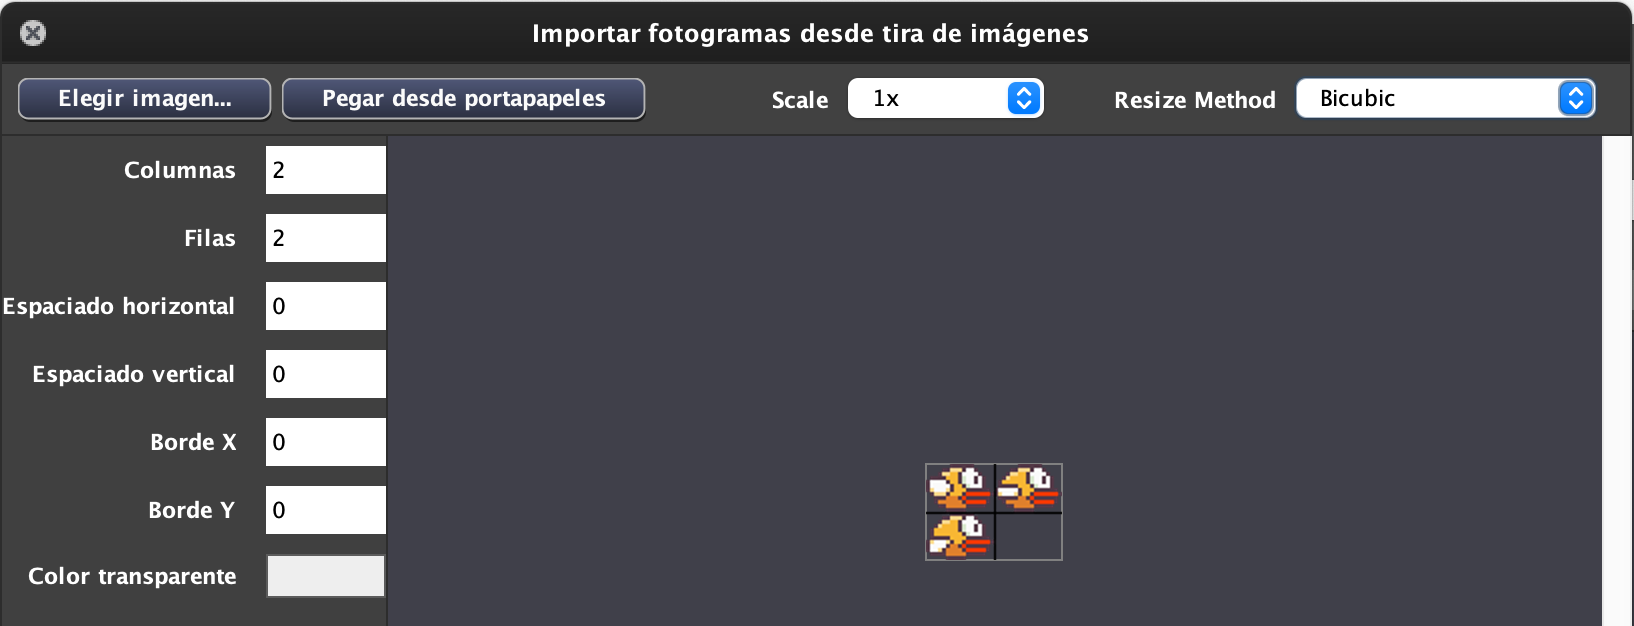 Importar fotogramas desde tira de imágenes
Elegir imagen... Pegar desde portapapeles Scale 1x Resize Method Bicubic
Columnas 2
Filas 2
Espaciado horizontal 0
Espaciado vertical 0
Borde X 0
Borde Y 0
Color transparente